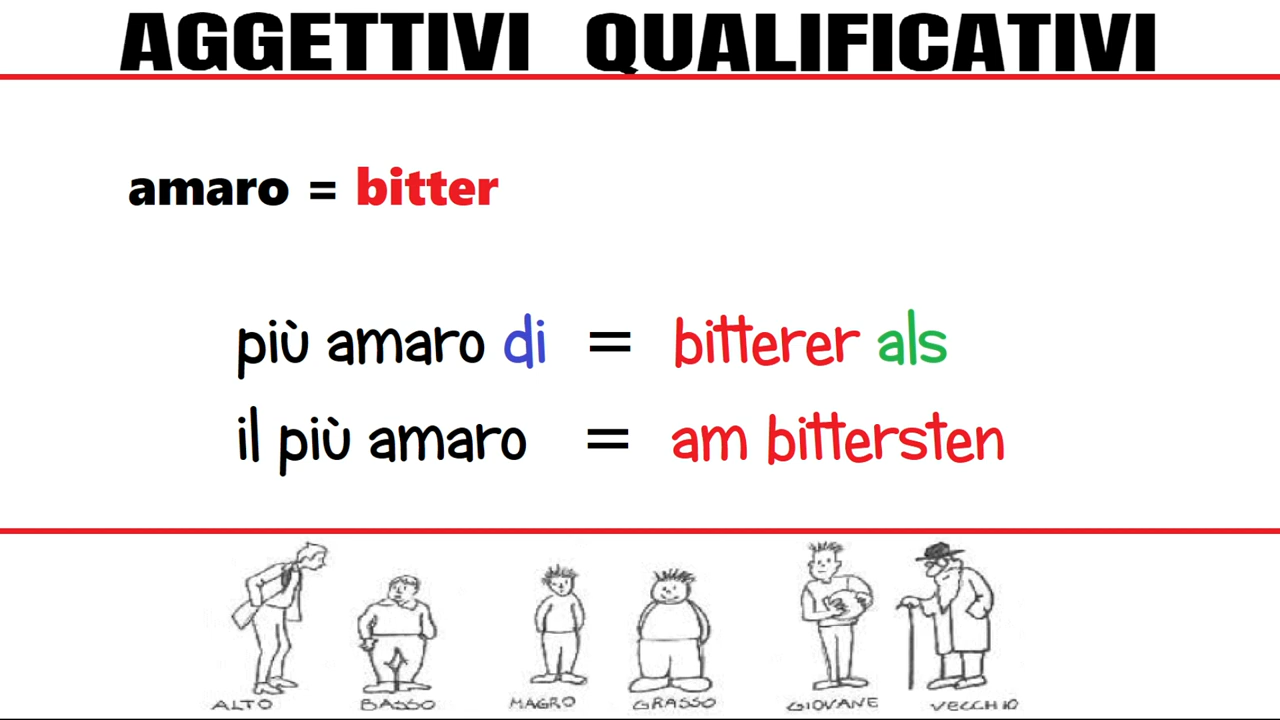 AGGETTIVI QUALIFICATIVI
amaro = bitter
più amaro di = bitterer als
il più amaro = am bittersten
ALTO BASSO MAGRO GRASSO GIOVANE VECCHIO